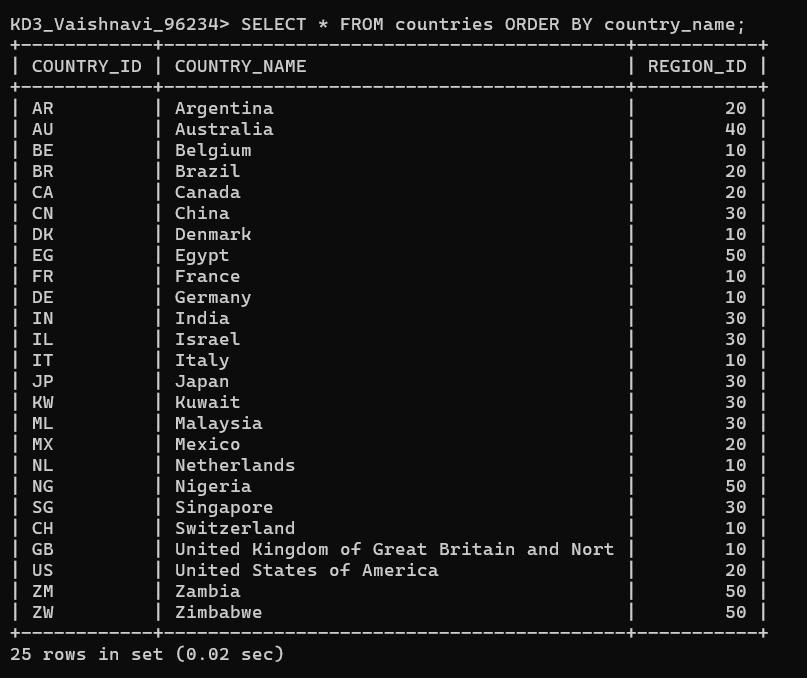 KD3_Vaishnavi_96234> SELECT * FROM countries ORDER BY country_name;
+------------+------------------------------------------+-----------+
| COUNTRY_ID | COUNTRY_NAME                             | REGION_ID |
+------------+------------------------------------------+-----------+
| AR         | Argentina                                |        20 |
| AU         | Australia                                |        40 |
| BE         | Belgium                                  |        10 |
| BR         | Brazil                                   |        20 |
| CA         | Canada                                   |        20 |
| CN         | China                                    |        30 |
| DK         | Denmark                                  |        10 |
| EG         | Egypt                                    |        50 |
| FR         | France                                   |        10 |
| DE         | Germany                                  |        10 |
| IN         | India                                    |        30 |
| IL         | Israel                                   |        30 |
| IT         | Italy                                    |        10 |
| JP         | Japan                                    |        30 |
| KW         | Kuwait                                   |        30 |
| ML         | Malaysia                                 |        30 |
| MX         | Mexico                                   |        20 |
| NL         | Netherlands                              |        10 |
| NG         | Nigeria                                  |        50 |
| SG         | Singapore                                |        30 |
| CH         | Switzerland                              |        10 |
| GB         | United Kingdom of Great Britain and Nort |        10 |
| US         | United States of America                 |        20 |
| ZM         | Zambia                                   |        50 |
| ZW         | Zimbabwe                                 |        50 |
+------------+------------------------------------------+-----------+
25 rows in set (0.02 sec)